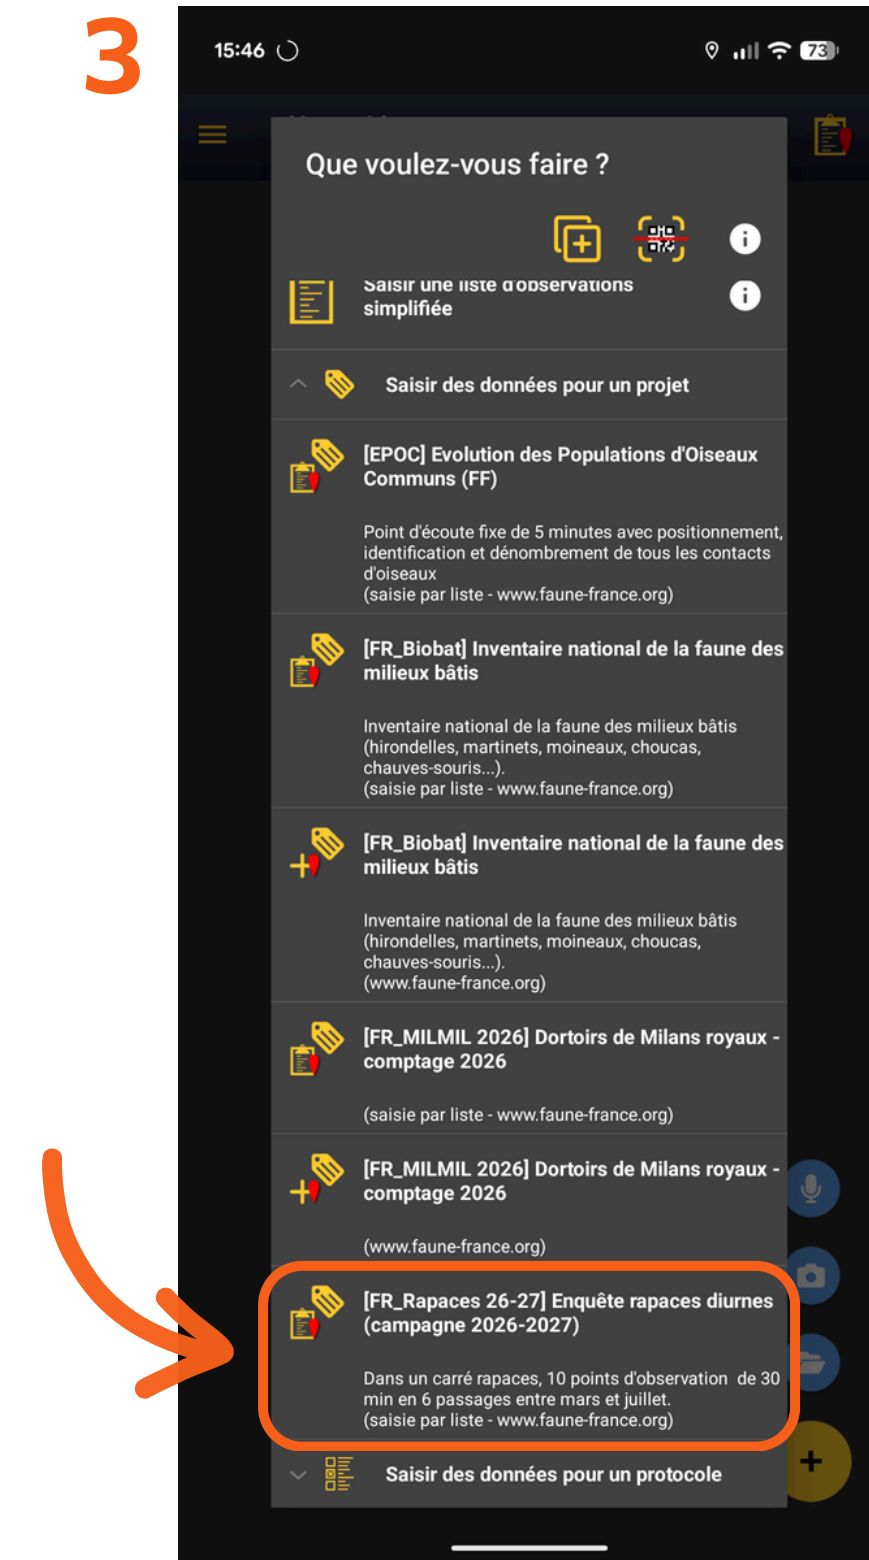 3
15:46
73
Que voulez-vous faire ?
Saisir une liste d'observations
simplifiée
Saisir des données pour un projet
[EPOC] Evolution des Populations d'Oiseaux
Communs (FF)
Point d'écoute fixe de 5 minutes avec positionnement,
identification et dénombrement de tous les contacts
d'oiseaux
(saisie par liste - www.faune-france.org)
[FR_Biobat] Inventaire national de la faune des
milieux bâtis
Inventaire national de la faune des milieux bâtis
(hirondelles, martinets, moineaux, choucas,
chauves-souris...).
(saisie par liste - www.faune-france.org)
[FR_Biobat] Inventaire national de la faune des
milieux bâtis
Inventaire national de la faune des milieux bâtis
(hirondelles, martinets, moineaux, choucas,
chauves-souris...).
(www.faune-france.org)
[FR_MILMIL 2026] Dortoirs de Milans royaux -
comptage 2026
(saisie par liste - www.faune-france.org)
[FR_MILMIL 2026] Dortoirs de Milans royaux -
comptage 2026
(www.faune-france.org)
[FR_Rapaces 26-27] Enquête rapaces diurnes
(campagne 2026-2027)
Dans un carré rapaces, 10 points d'observation  de 30
min en 6 passages entre mars et juillet.
(saisie par liste - www.faune-france.org)
Saisir des données pour un protocole